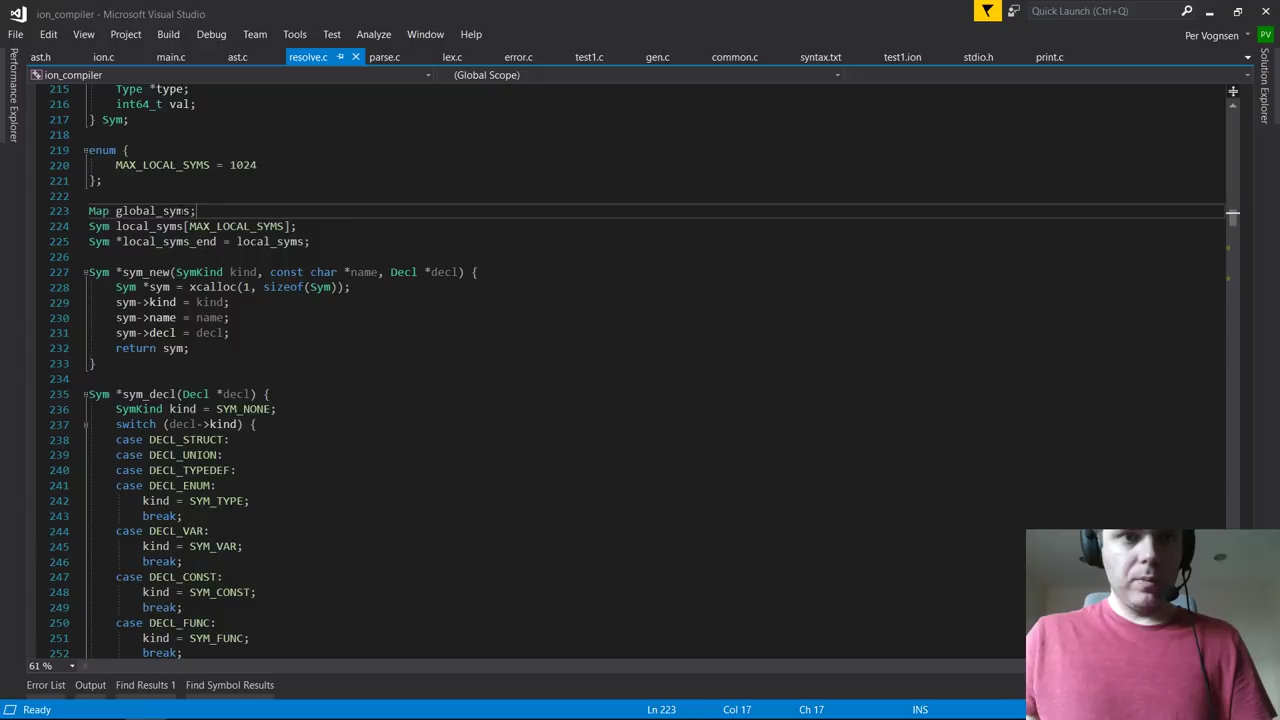 ion_compiler - Microsoft Visual Studio
Quick Launch (Ctrl+Q)
File Edit View Project Build Debug Team Tools Test Analyze Window Help
Per Vognsen PV
ast.h ion.c main.c ast.c resolve.c parse.c lex.c error.c test1.c gen.c common.c syntax.txt test1.ion stdio.h print.c
Performance Explorer
Solution Explorer
ion_compiler (Global Scope)
215 Type *type;
216 int64_t val;
217 } Sym;
218
219 enum {
220 MAX_LOCAL_SYMS = 1024
221 };
222
223 Map global_syms;
224 Sym local_syms[MAX_LOCAL_SYMS];
225 Sym *local_syms_end = local_syms;
226
227 Sym *sym_new(SymKind kind, const char *name, Decl *decl) {
228 Sym *sym = xcalloc(1, sizeof(Sym));
229 sym->kind = kind;
230 sym->name = name;
231 sym->decl = decl;
232 return sym;
233 }
234
235 Sym *sym_decl(Decl *decl) {
236 SymKind kind = SYM_NONE;
237 switch (decl->kind) {
238 case DECL_STRUCT:
239 case DECL_UNION:
240 case DECL_TYPEDEF:
241 case DECL_ENUM:
242 kind = SYM_TYPE;
243 break;
244 case DECL_VAR:
245 kind = SYM_VAR;
246 break;
247 case DECL_CONST:
248 kind = SYM_CONST;
249 break;
250 case DECL_FUNC:
251 kind = SYM_FUNC;
252 break;
61 %
Error List Output Find Results 1 Find Symbol Results
Ready Ln 223 Col 17 Ch 17 INS